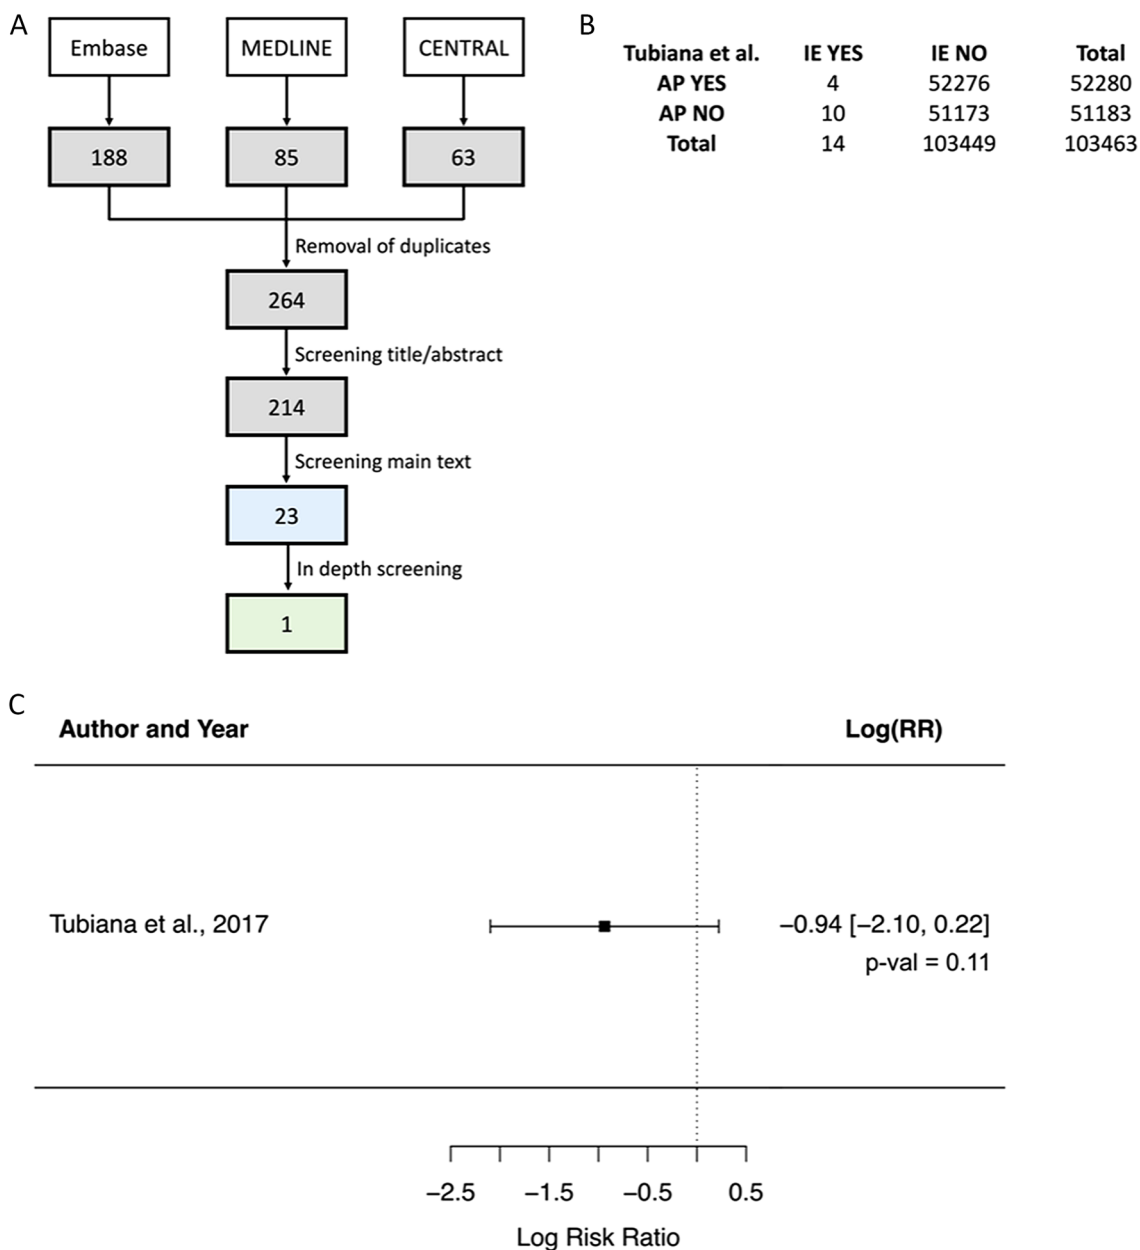 A
Embase MEDLINE CENTRAL
188 85 63
Removal of duplicates
264
Screening title/abstract
214
Screening main text
23
In depth screening
1
B
Tubiana et al. IE YES IE NO Total
AP YES 4 52276 52280
AP NO 10 51173 51183
Total 14 103449 103463
C
Author and Year Log(RR)
Tubiana et al., 2017 −0.94 [−2.10, 0.22]
p-val = 0.11
−2.5 −1.5 −0.5 0.5
Log Risk Ratio